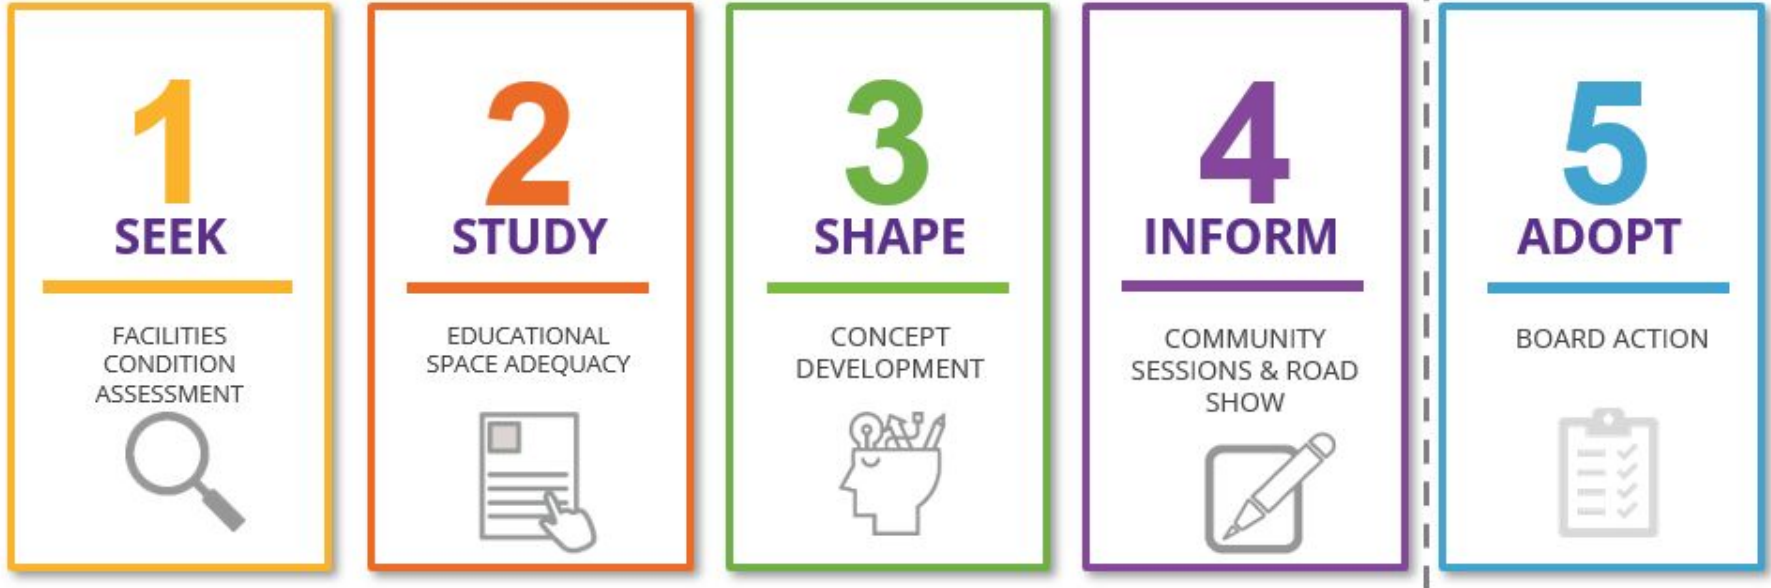 1
SEEK
FACILITIES
CONDITION
ASSESSMENT
2
STUDY
EDUCATIONAL
SPACE ADEQUACY
3
SHAPE
CONCEPT
DEVELOPMENT
4
INFORM
COMMUNITY
SESSIONS & ROAD
SHOW
5
ADOPT
BOARD ACTION